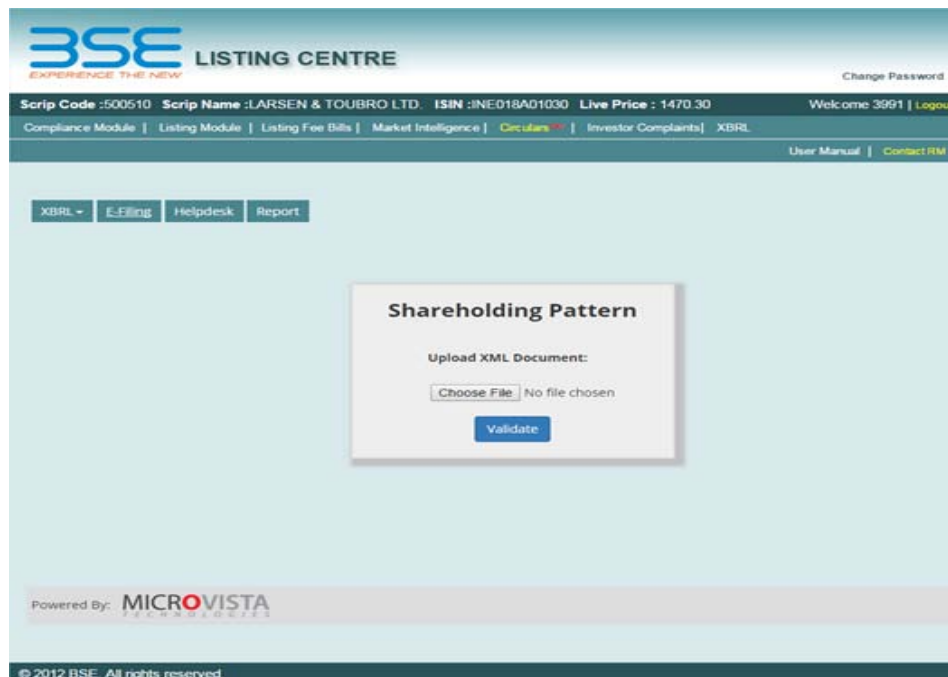 BSE
EXPERIENCE THE NEW
LISTING CENTRE
Change Password
Scrip Code :500510 Scrip Name :LARSEN & TOUBRO LTD. ISIN :INE018A01030 Live Price : 1470.30 Welcome 3991 | Logou
Compliance Module | Listing Module | Listing Fee Bills | Market Intelligence | Circulars | Investor Complaints| XBRL
User Manual | Contact RM
XBRL E-Filing Helpdesk Report
Shareholding Pattern
Upload XML Document:
Choose File No file chosen
Validate
Powered By: MICROVISTA
TECHNOLOGIES
© 2012 BSE. All rights reserved